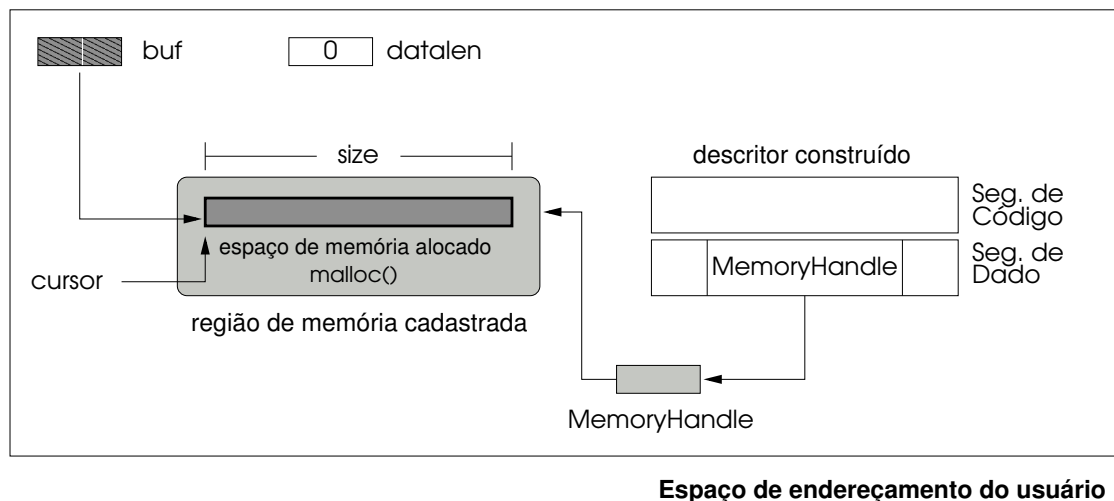 buf
0
datalen
size
descritor construído
Seg. de
Código
espaço de memória alocado
malloc()
MemoryHandle
Seg. de
Dado
cursor
região de memória cadastrada
MemoryHandle
Espaço de endereçamento do usuário